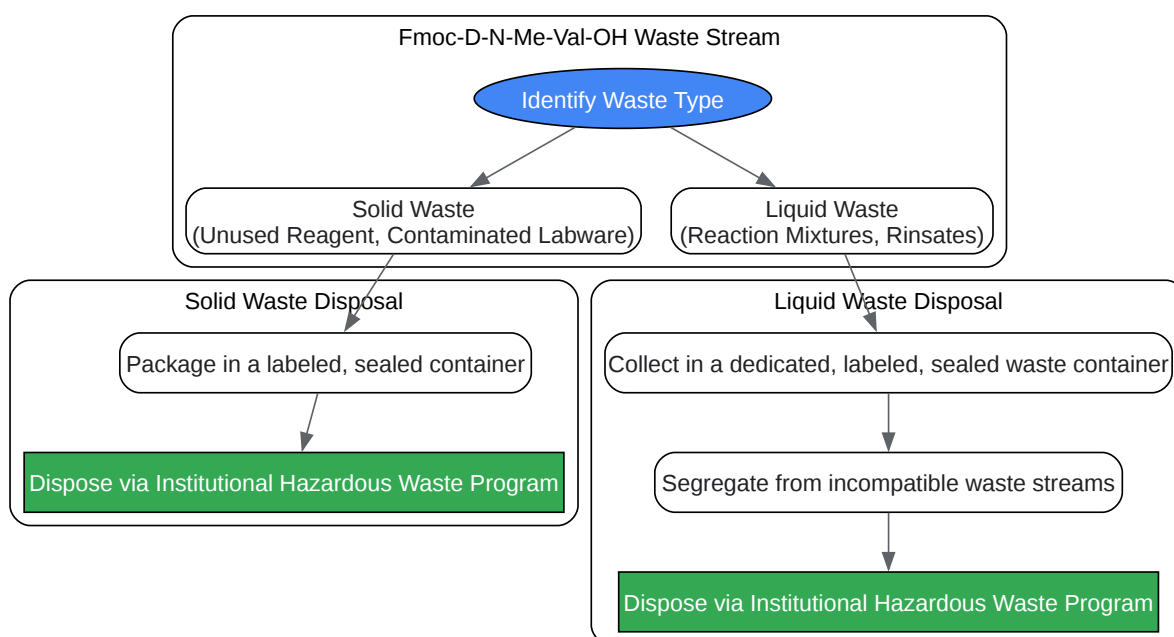 Fmoc-D-N-Me-Val-OH Waste Stream
Identify Waste Type
Solid Waste
(Unused Reagent, Contaminated Labware)
Liquid Waste
(Reaction Mixtures, Rinsates)
Solid Waste Disposal
Package in a labeled, sealed container
Dispose via Institutional Hazardous Waste Program
Liquid Waste Disposal
Collect in a dedicated, labeled, sealed waste container
Segregate from incompatible waste streams
Dispose via Institutional Hazardous Waste Program